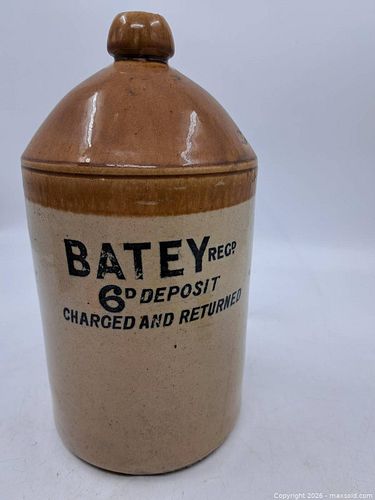 BATEY REGD
6D DEPOSIT
CHARGED AND RETURNED
Copyright 2026 - maxsold.com